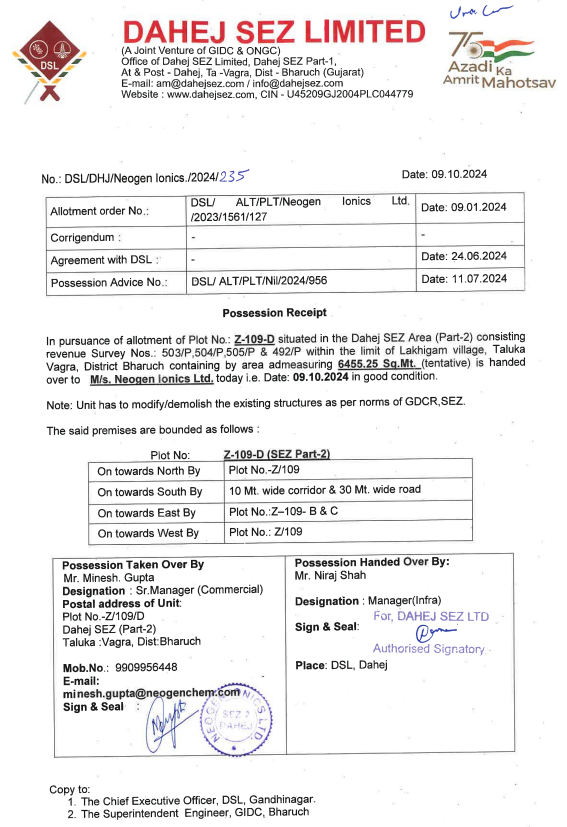 DAHEJ SEZ LIMITED
(A Joint Venture of GIDC & ONGC)
Office of Dahej SEZ Limited, Dahej SEZ Part-1,
At & Post - Dahej, Ta -Vagra, Dist - Bharuch (Gujarat)
E-mail: am@dahejsez.com / info@dahejsez.com
Website : www.dahejsez.com, CIN - U45209GJ2004PLC044779
DSL
75
Azadi Ka
Amrit Mahotsav
No.: DSL/DHJ/Neogen Ionics./2024/235
Date: 09.10.2024
Allotment order No.: DSL/ ALT/PLT/Neogen Ionics Ltd. /2023/1561/127 Date: 09.01.2024
Corrigendum : - -
Agreement with DSL : - Date: 24.06.2024
Possession Advice No.: DSL/ ALT/PLT/Nil/2024/956 Date: 11.07.2024
Possession Receipt
In pursuance of allotment of Plot No.: Z-109-D situated in the Dahej SEZ Area (Part-2) consisting
revenue Survey Nos.: 503/P,504/P,505/P & 492/P within the limit of Lakhigam village, Taluka
Vagra, District Bharuch containing by area admeasuring 6455.25 Sq.Mt. (tentative) is handed
over to M/s. Neogen Ionics Ltd. today i.e. Date: 09.10.2024 in good condition.
Note: Unit has to modify/demolish the existing structures as per norms of GDCR,SEZ.
The said premises are bounded as follows :
Plot No: Z-109-D (SEZ Part-2)
On towards North By Plot No.-Z/109
On towards South By 10 Mt. wide corridor & 30 Mt. wide road
On towards East By Plot No.:Z–109- B & C
On towards West By Plot No.: Z/109
Possession Taken Over By
Mr. Minesh. Gupta
Designation : Sr.Manager (Commercial)
Postal address of Unit:
Plot No.-Z/109/D
Dahej SEZ (Part-2)
Taluka :Vagra, Dist:Bharuch
Mob.No.: 9909956448
E-mail:
minesh.gupta@neogenchem.com
Sign & Seal :
NEOGEN IONICS LTD.
SEZ 2
DAHEJ
Possession Handed Over By:
Mr. Niraj Shah
Designation : Manager(Infra)
For, DAHEJ SEZ LTD
Sign & Seal:
Authorised Signatory
Place: DSL, Dahej
Copy to:
1. The Chief Executive Officer, DSL, Gandhinagar.
2. The Superintendent Engineer, GIDC, Bharuch